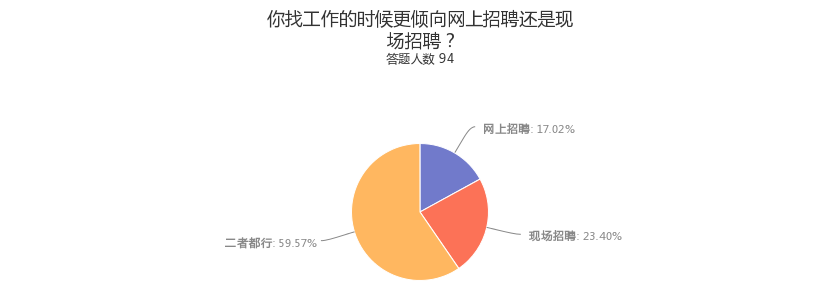 你找工作的时候更倾向网上招聘还是现
场招聘？
答题人数 94
网上招聘: 17.02%
现场招聘: 23.40%
二者都行: 59.57%